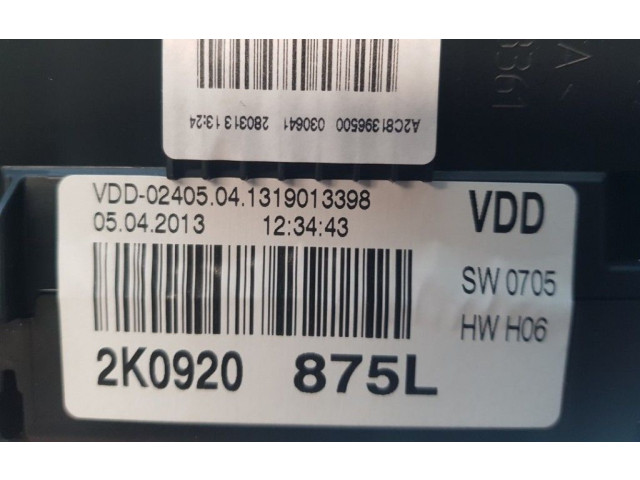 A2C81396500 030641 280313 13:24
VDD-02405.04.1319013398
05.04.2013 12:34:43
VDD
SW 0705
HW H06
2K0920 875L